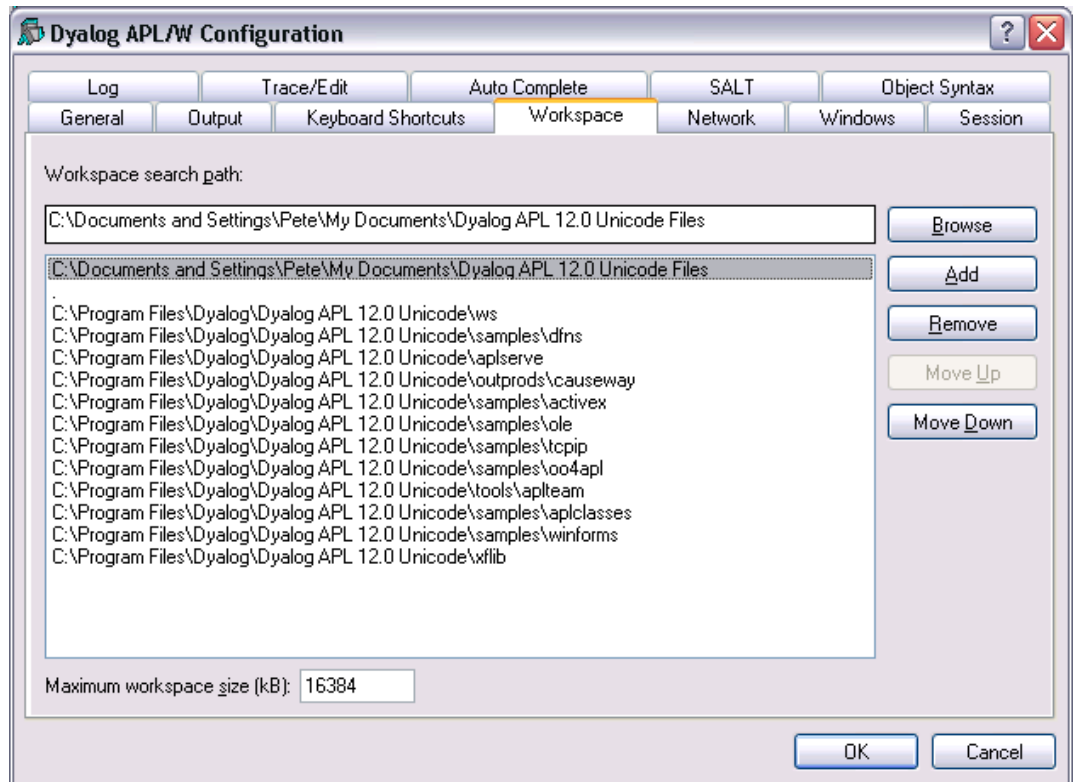 Dyalog APL/W Configuration
Log Trace/Edit Auto Complete SALT Object Syntax
General Output Keyboard Shortcuts Workspace Network Windows Session
Workspace search path:
C:\Documents and Settings\Pete\My Documents\Dyalog APL 12.0 Unicode Files
Browse
C:\Documents and Settings\Pete\My Documents\Dyalog APL 12.0 Unicode Files
.
C:\Program Files\Dyalog\Dyalog APL 12.0 Unicode\ws
C:\Program Files\Dyalog\Dyalog APL 12.0 Unicode\samples\dfns
C:\Program Files\Dyalog\Dyalog APL 12.0 Unicode\aplserve
C:\Program Files\Dyalog\Dyalog APL 12.0 Unicode\outprods\causeway
C:\Program Files\Dyalog\Dyalog APL 12.0 Unicode\samples\activex
C:\Program Files\Dyalog\Dyalog APL 12.0 Unicode\samples\ole
C:\Program Files\Dyalog\Dyalog APL 12.0 Unicode\samples\tcpip
C:\Program Files\Dyalog\Dyalog APL 12.0 Unicode\samples\oo4apl
C:\Program Files\Dyalog\Dyalog APL 12.0 Unicode\tools\aplteam
C:\Program Files\Dyalog\Dyalog APL 12.0 Unicode\samples\aplclasses
C:\Program Files\Dyalog\Dyalog APL 12.0 Unicode\samples\winforms
C:\Program Files\Dyalog\Dyalog APL 12.0 Unicode\xflib
Add
Remove
Move Up
Move Down
Maximum workspace size (kB): 16384
OK Cancel